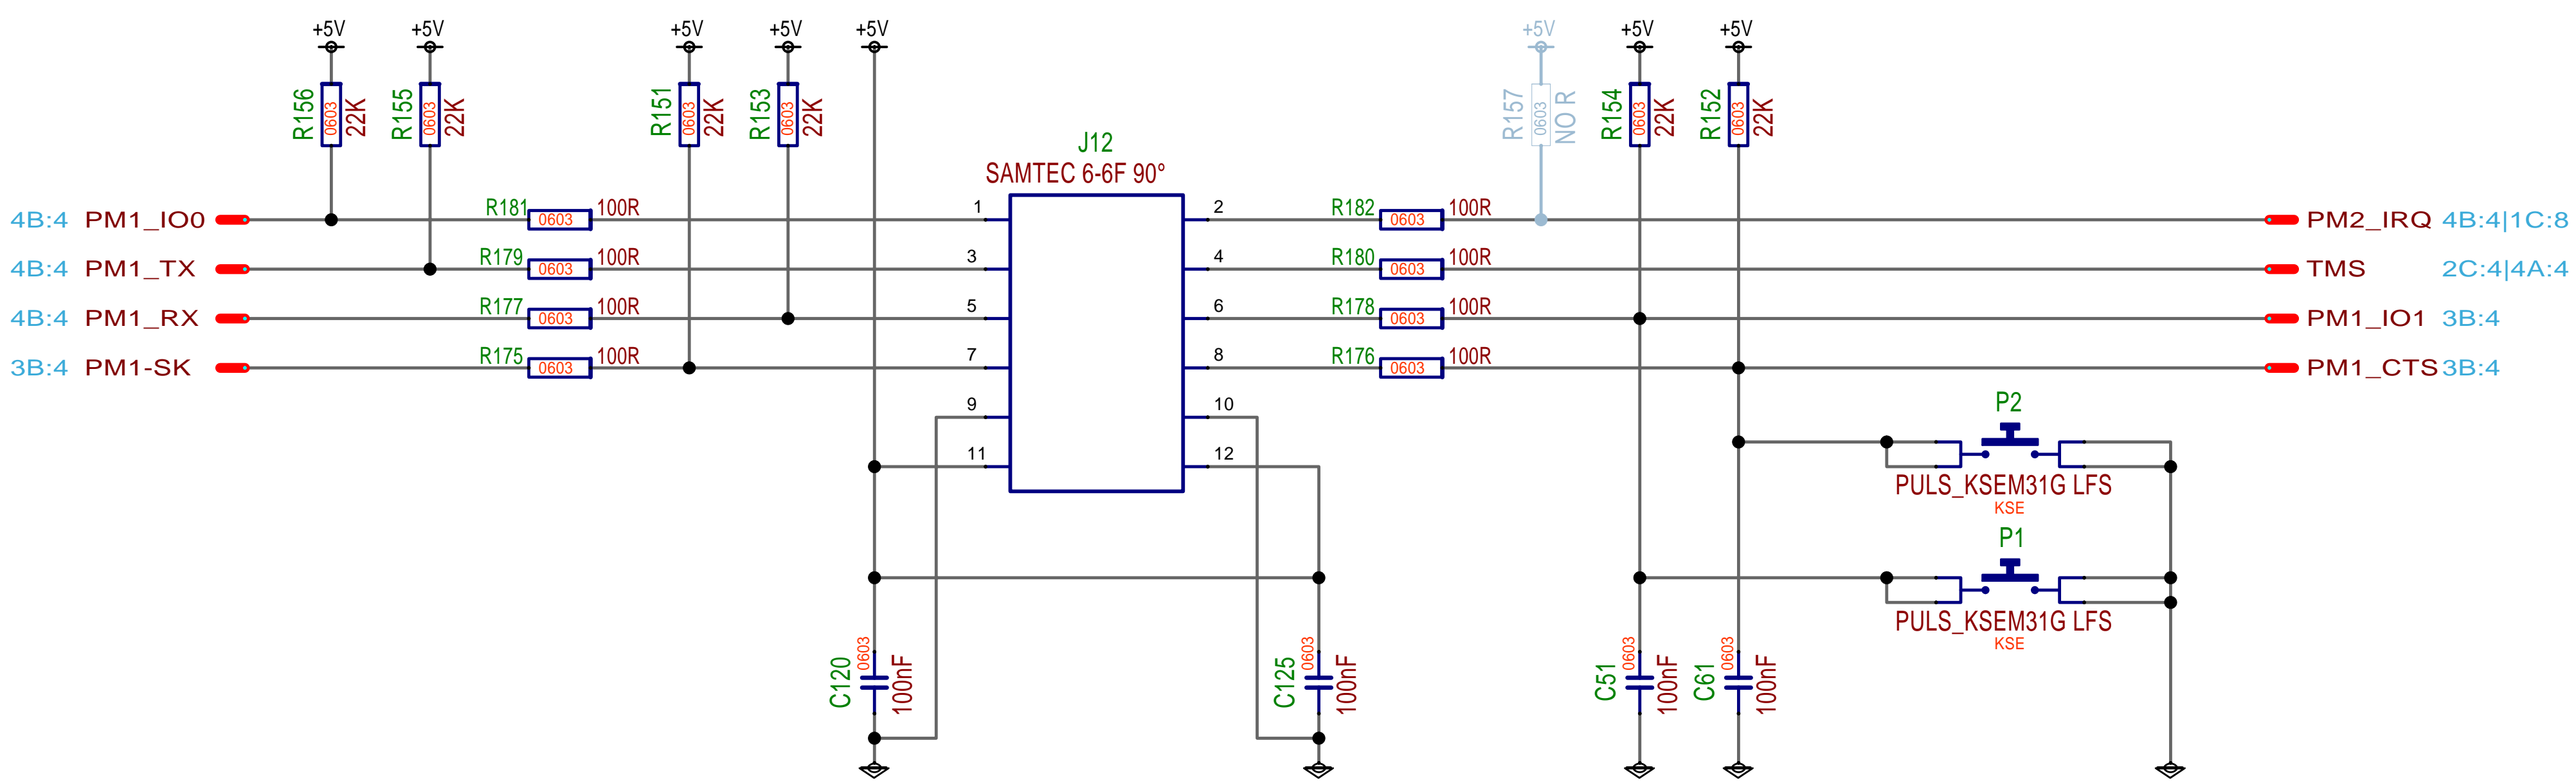 +5V +5V +5V +5V +5V +5V +5V +5V
R156 0603 22K R155 0603 22K R151 0603 22K R153 0603 22K R157 0603 NO R R154 0603 22K R152 0603 22K
J12
SAMTEC 6-6F 90°
4B:4 PM1_IO0 R181 0603 100R 1 2 R182 0603 100R PM2_IRQ 4B:4|1C:8
4B:4 PM1_TX R179 0603 100R 3 4 R180 0603 100R TMS 2C:4|4A:4
4B:4 PM1_RX R177 0603 100R 5 6 R178 0603 100R PM1_IO1 3B:4
3B:4 PM1-SK R175 0603 100R 7 8 R176 0603 100R PM1_CTS 3B:4
9 10
11 12
P2
PULS_KSEM31G LFS
KSE
P1
PULS_KSEM31G LFS
KSE
C120 0603 100nF C125 0603 100nF C51 0603 100nF C61 0603 100nF